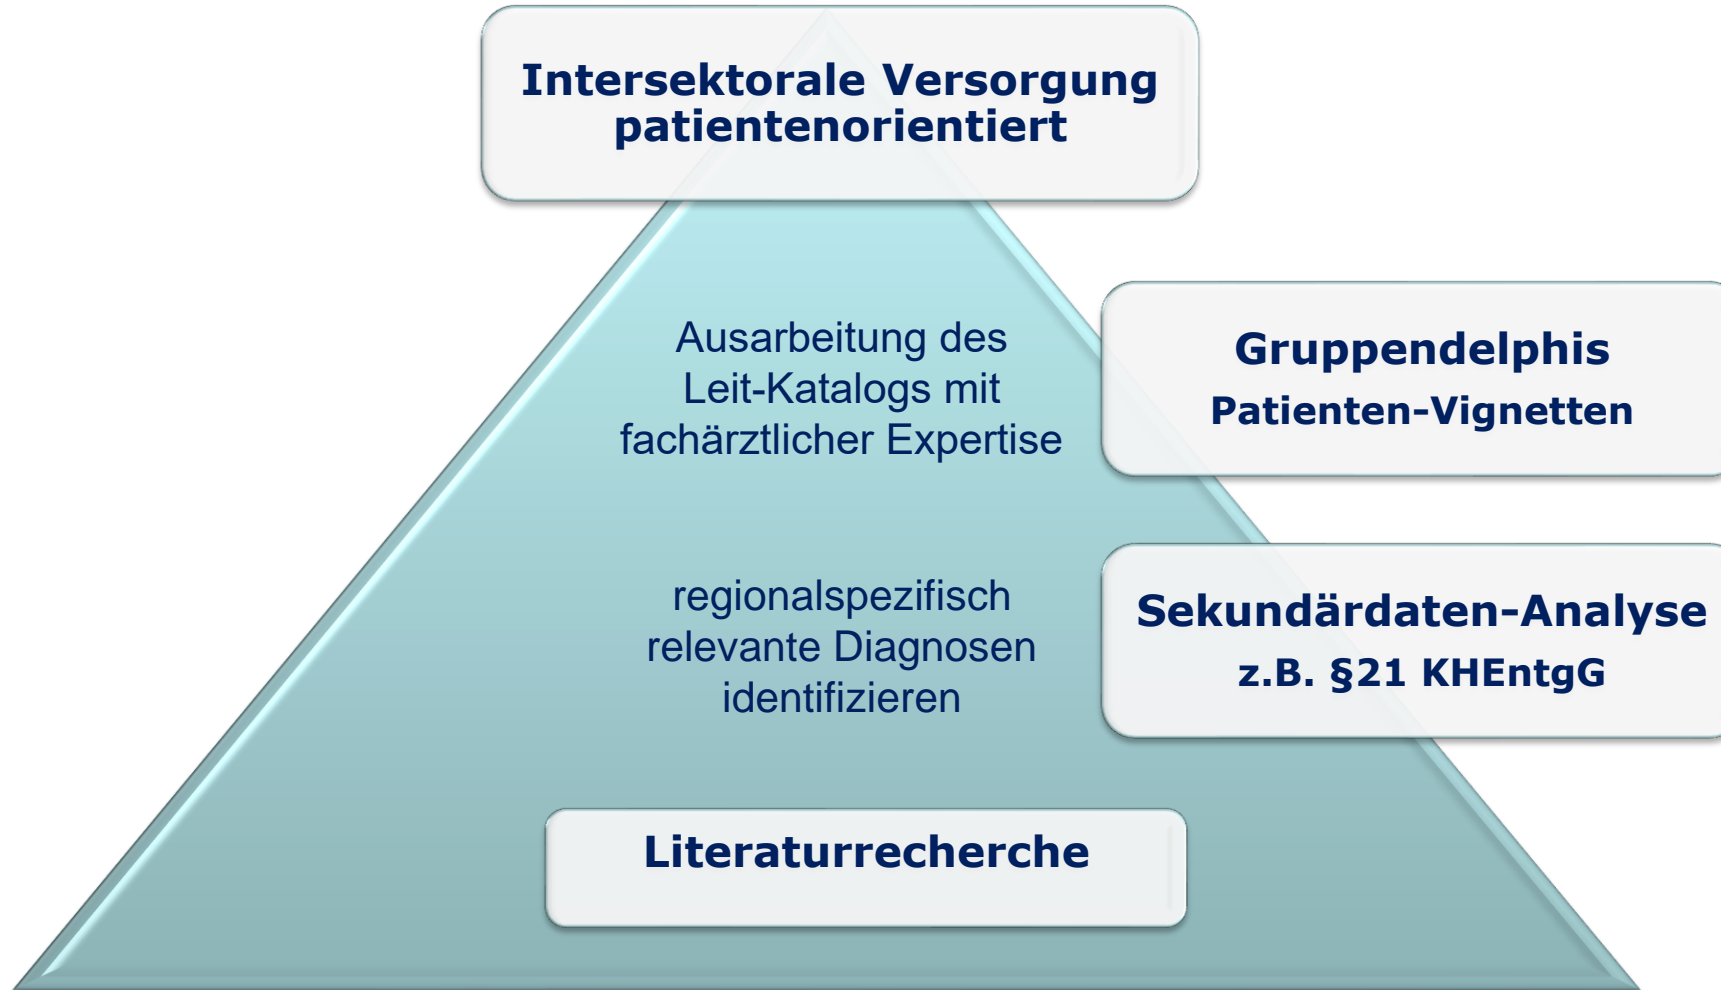 Intersektorale Versorgung
patientenorientiert
Ausarbeitung des
Leit-Katalogs mit
fachärztlicher Expertise
Gruppendelphis
Patienten-Vignetten
regionalspezifisch
relevante Diagnosen
identifizieren
Sekundärdaten-Analyse
z.B. §21 KHEntgG
Literaturrecherche